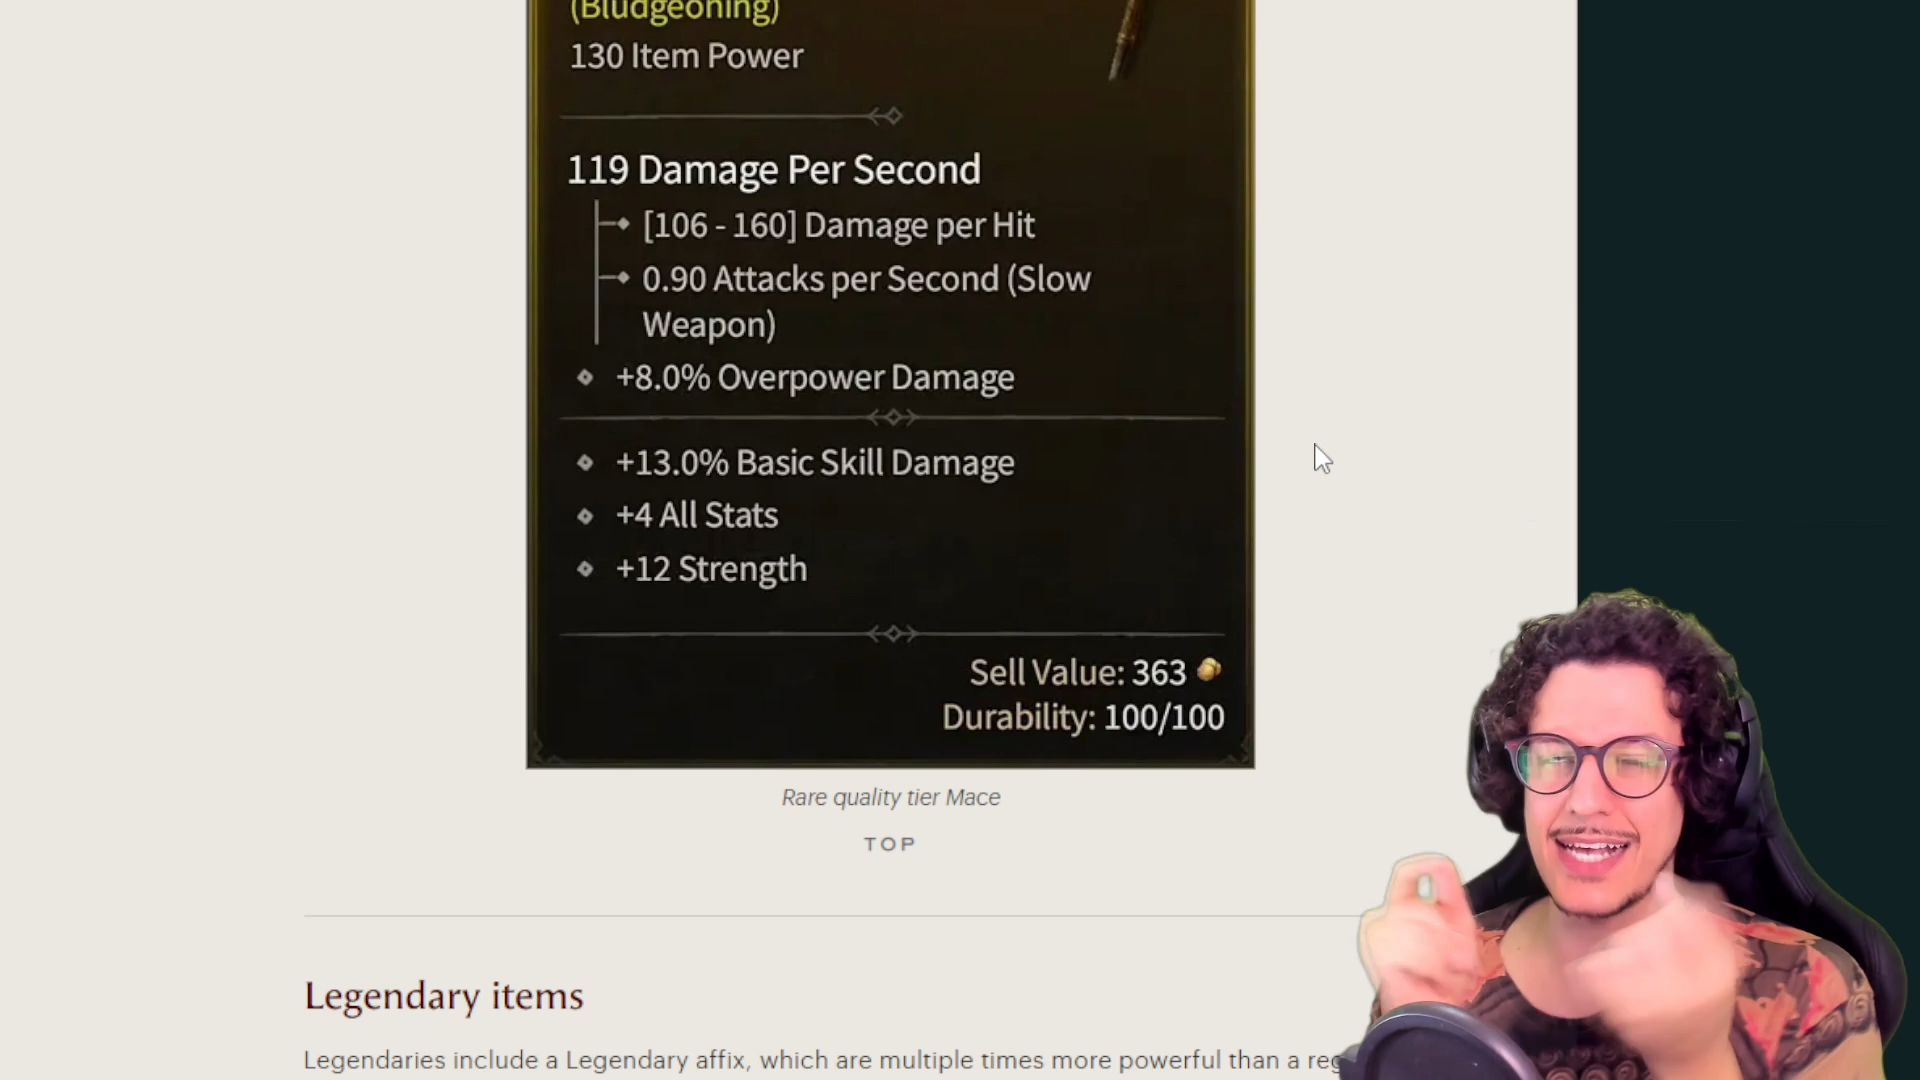 (Bludgeoning)
130 Item Power
119 Damage Per Second
[106 - 160] Damage per Hit
0.90 Attacks per Second (Slow
Weapon)
+8.0% Overpower Damage
+13.0% Basic Skill Damage
+4 All Stats
+12 Strength
Sell Value: 363
Durability: 100/100
Rare quality tier Mace
TOP
Legendary items
Legendaries include a Legendary affix, which are multiple times more powerful than a